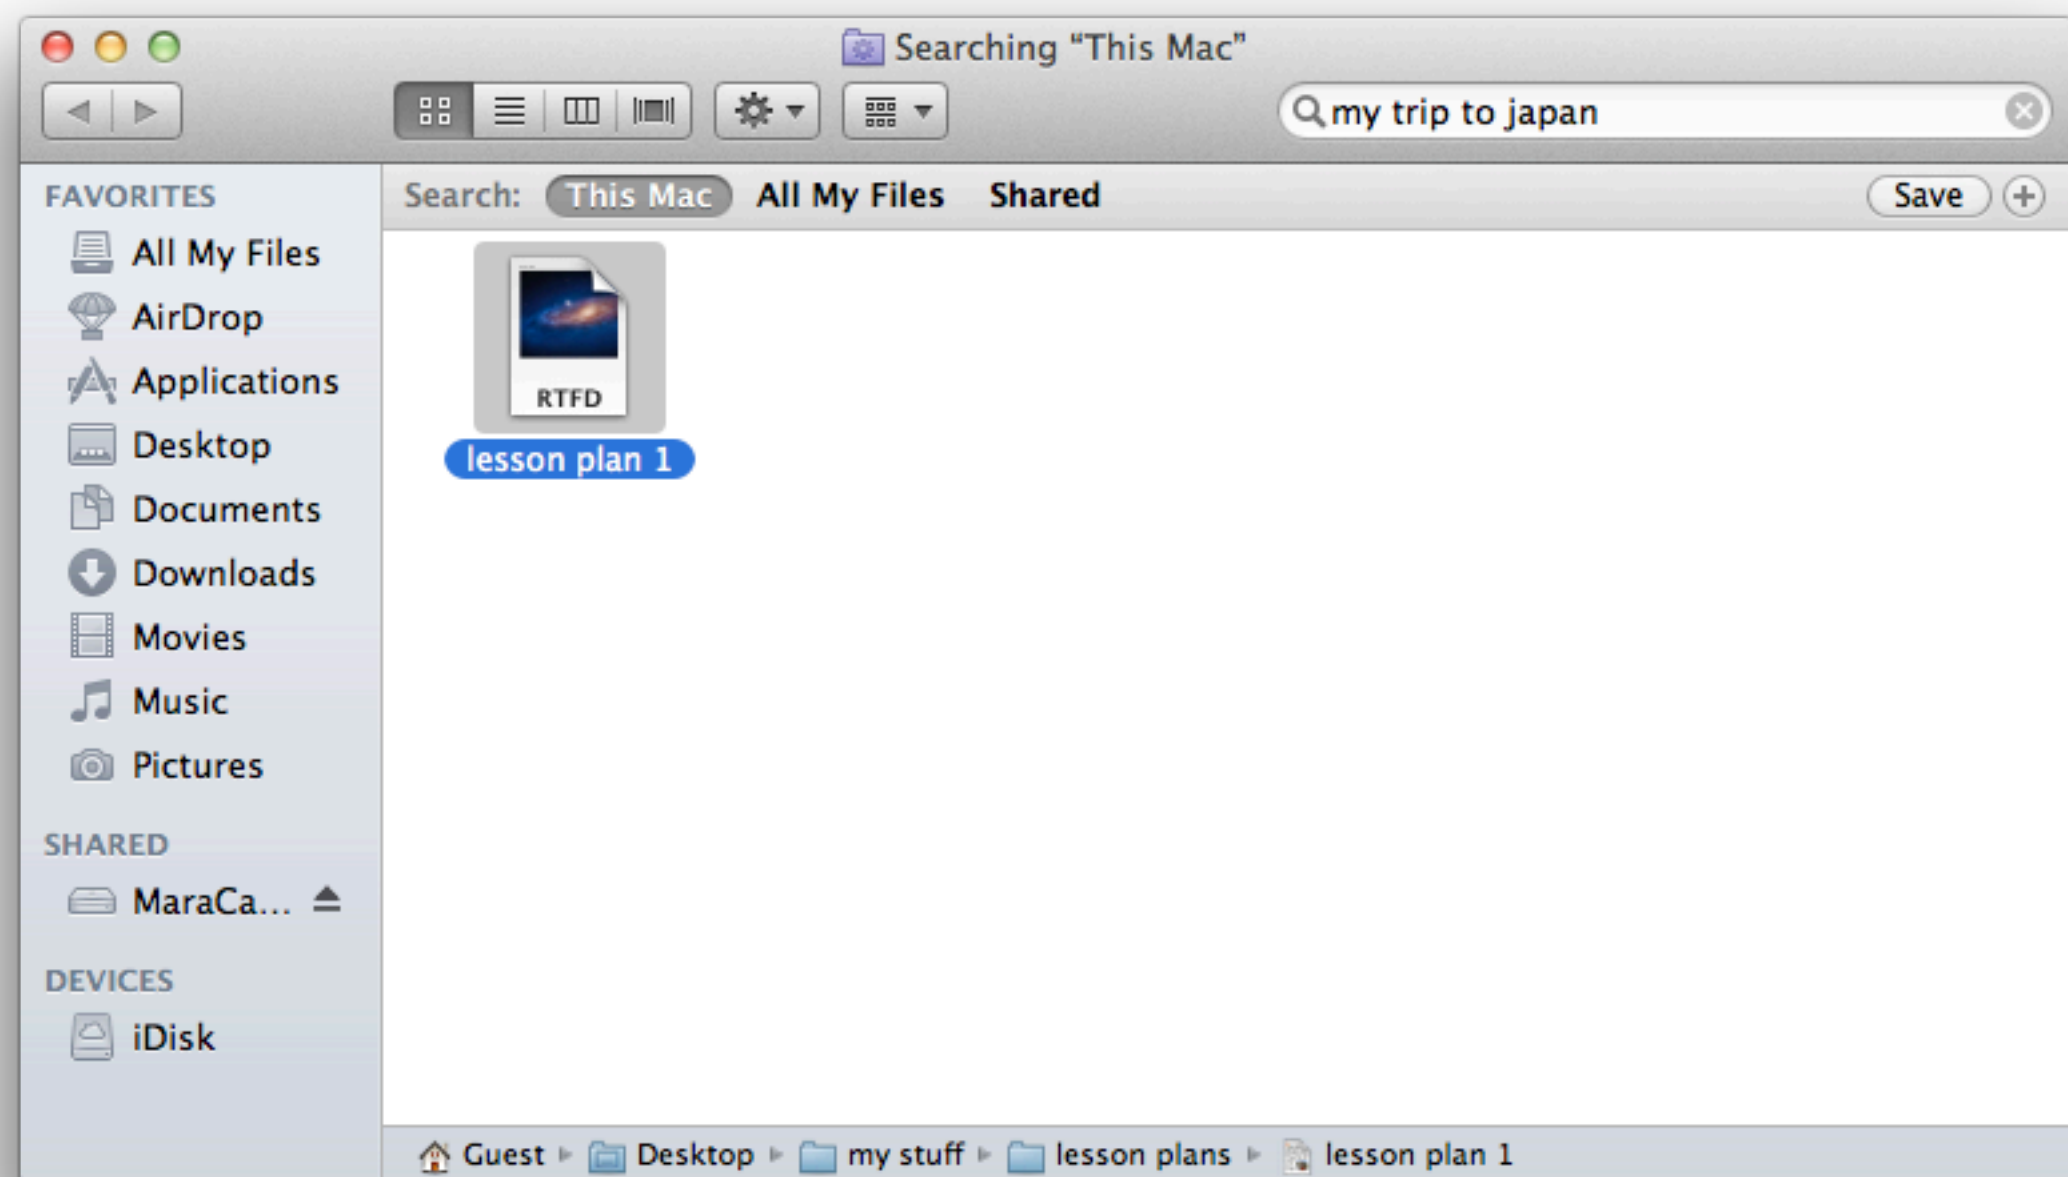 Searching “This Mac”
my trip to japan
FAVORITES
All My Files
AirDrop
Applications
Desktop
Documents
Downloads
Movies
Music
Pictures
SHARED
MaraCa...
DEVICES
iDisk
Search: This Mac All My Files Shared Save
RTFD
lesson plan 1
Guest Desktop my stuff lesson plans lesson plan 1